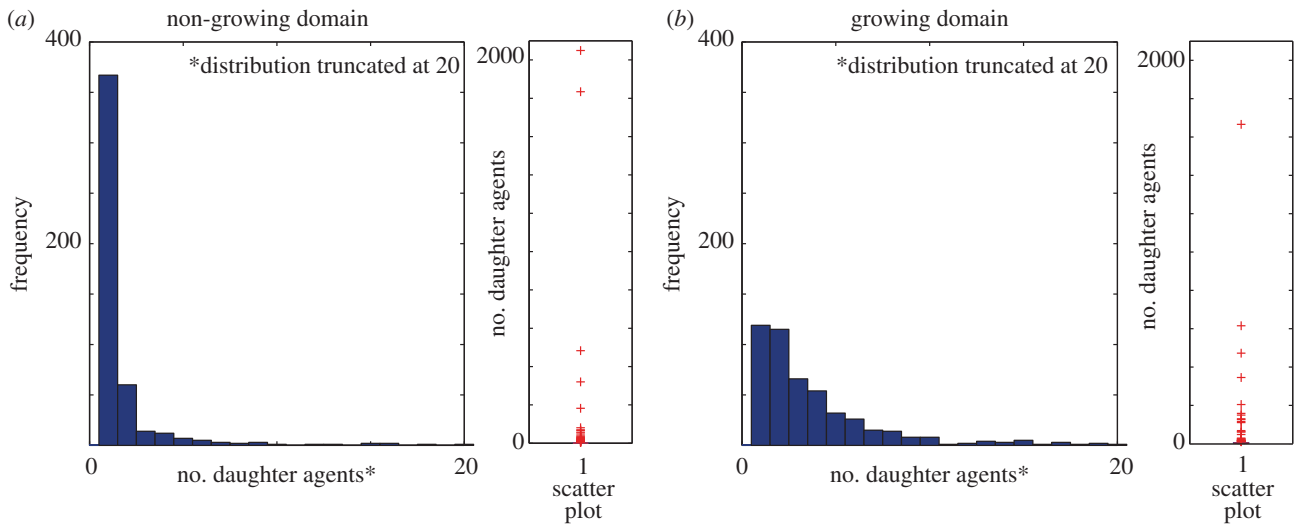 (a) non-growing domain
400
200
0
20
frequency
*distribution truncated at 20
no. daughter agents*
2000
0
no. daughter agents
1
scatter
plot
(b) growing domain
400
200
0
20
frequency
*distribution truncated at 20
no. daughter agents*
2000
0
no. daughter agents
1
scatter
plot